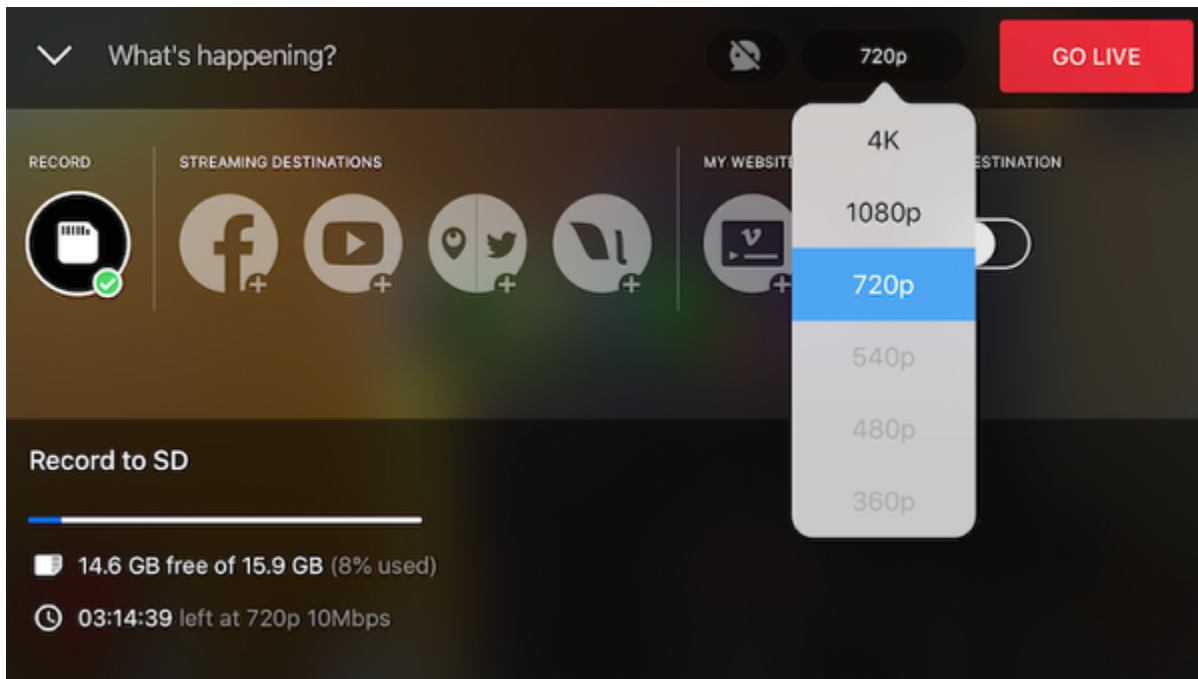 What's happening?
720p
GO LIVE
RECORD
STREAMING DESTINATIONS
MY WEBSITE
4K
1080p
720p
540p
480p
360p
Record to SD
14.6 GB free of 15.9 GB (8% used)
03:14:39 left at 720p 10Mbps